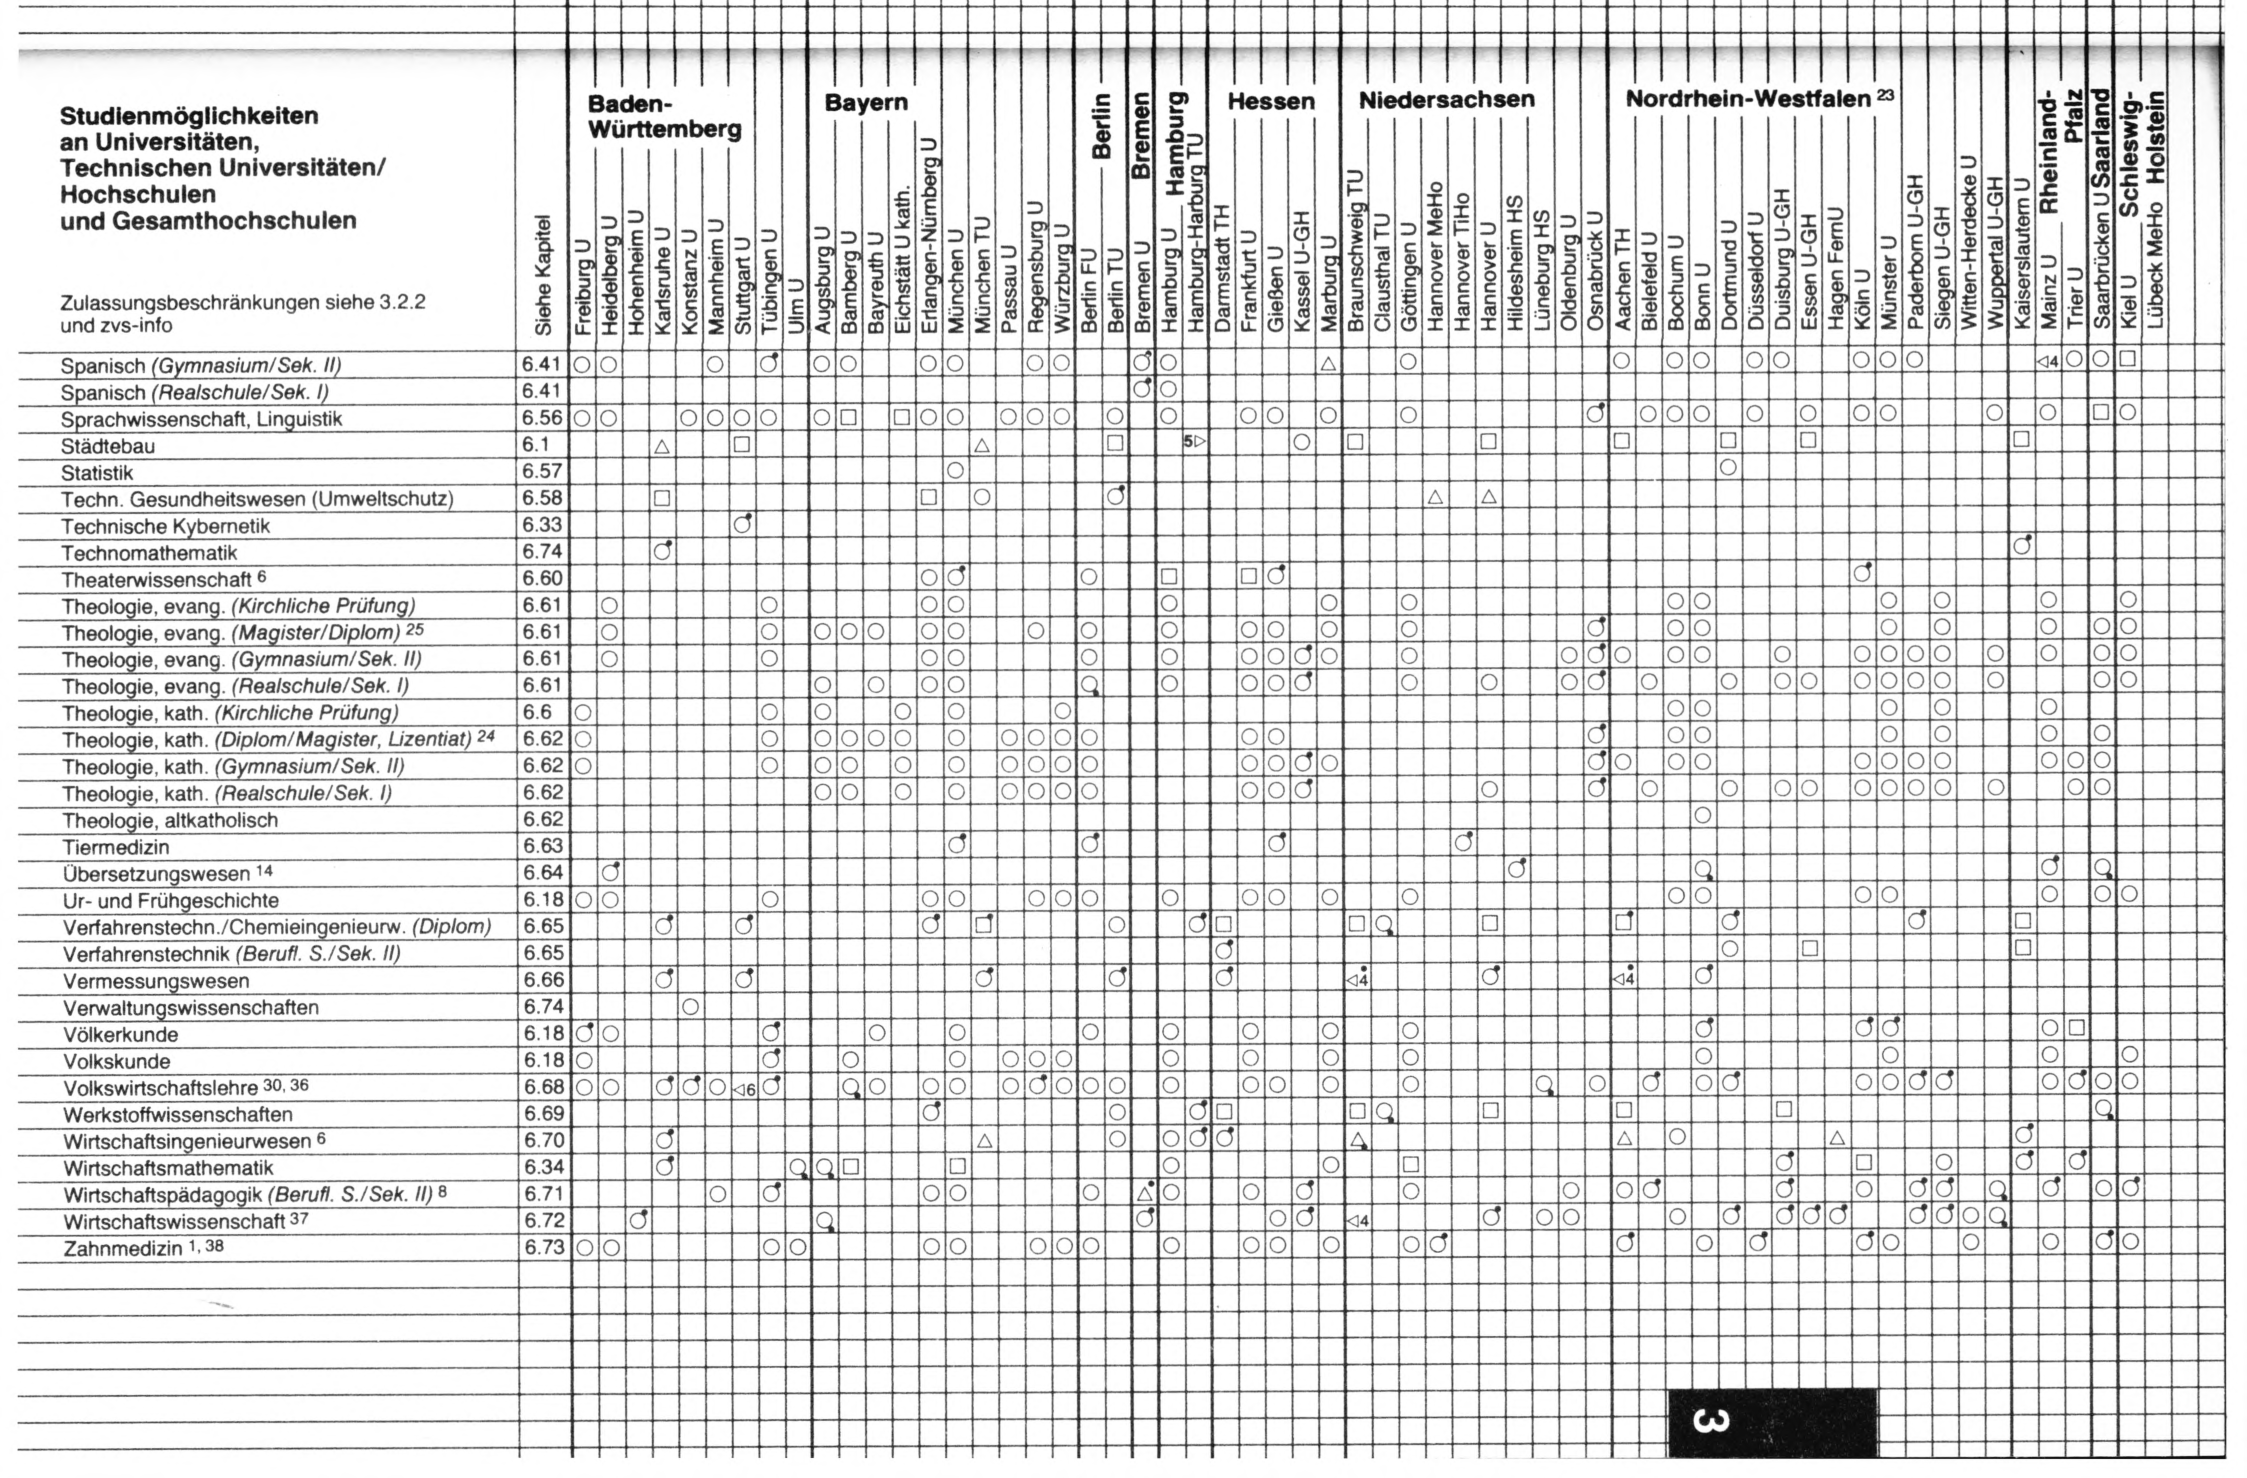 Studienmöglichkeiten
an Universitäten,
Technischen Universitäten/
Hochschulen
und Gesamthochschulen
Zulassungsbeschränkungen siehe 3.2.2
und zvs-info
Siehe Kapitel
Baden-
Württemberg
Freiburg U
Heidelberg U
Hohenheim U
Karlsruhe U
Konstanz U
Mannheim U
Stuttgart U
Tübingen U
Ulm U
Bayern
Augsburg U
Bamberg U
Bayreuth U
Eichstätt U kath.
Erlangen-Nürnberg U
München U
München TU
Passau U
Regensburg U
Würzburg U
Berlin
Berlin FU
Berlin TU
Bremen
Bremen U
Hamburg
Hamburg U
Hamburg-Harburg TU
Hessen
Darmstadt TH
Frankfurt U
Gießen U
Kassel U-GH
Marburg U
Niedersachsen
Braunschweig TU
Clausthal TU
Göttingen U
Hannover MeHo
Hannover TiHo
Hannover U
Hildesheim HS
Lüneburg HS
Oldenburg U
Osnabrück U
Nordrhein-Westfalen 23
Aachen TH
Bielefeld U
Bochum U
Bonn U
Dortmund U
Düsseldorf U
Duisburg U-GH
Essen U-GH
Hagen FernU
Köln U
Münster U
Paderborn U-GH
Siegen U-GH
Witten-Herdecke U
Wuppertal U-GH
Rheinland-
Pfalz
Kaiserslautern U
Mainz U
Trier U
Saarland
Saarbrücken U
Schleswig-
Holstein
Kiel U
Lübeck MeHo
Spanisch (Gymnasium/Sek. II) 6.41 ◁4
Spanisch (Realschule/Sek. I) 6.41
Sprachwissenschaft, Linguistik 6.56
Städtebau 6.1 5▷
Statistik 6.57
Techn. Gesundheitswesen (Umweltschutz) 6.58
Technische Kybernetik 6.33
Technomathematik 6.74
Theaterwissenschaft 6 6.60
Theologie, evang. (Kirchliche Prüfung) 6.61
Theologie, evang. (Magister/Diplom) 25 6.61
Theologie, evang. (Gymnasium/Sek. II) 6.61
Theologie, evang. (Realschule/Sek. I) 6.61
Theologie, kath. (Kirchliche Prüfung) 6.6
Theologie, kath. (Diplom/Magister, Lizentiat) 24 6.62
Theologie, kath. (Gymnasium/Sek. II) 6.62
Theologie, kath. (Realschule/Sek. I) 6.62
Theologie, altkatholisch 6.62
Tiermedizin 6.63
Übersetzungswesen 14 6.64
Ur- und Frühgeschichte 6.18
Verfahrenstechn./Chemieingenieurw. (Diplom) 6.65
Verfahrenstechnik (Berufl. S./Sek. II) 6.65
Vermessungswesen 6.66 ◁4 ◁4
Verwaltungswissenschaften 6.74
Völkerkunde 6.18
Volkskunde 6.18
Volkswirtschaftslehre 30, 36 6.68 ◁6
Werkstoffwissenschaften 6.69
Wirtschaftsingenieurwesen 6 6.70
Wirtschaftsmathematik 6.34
Wirtschaftspädagogik (Berufl. S./Sek. II) 8 6.71
Wirtschaftswissenschaft 37 6.72 ◁4
Zahnmedizin 1, 38 6.73
3